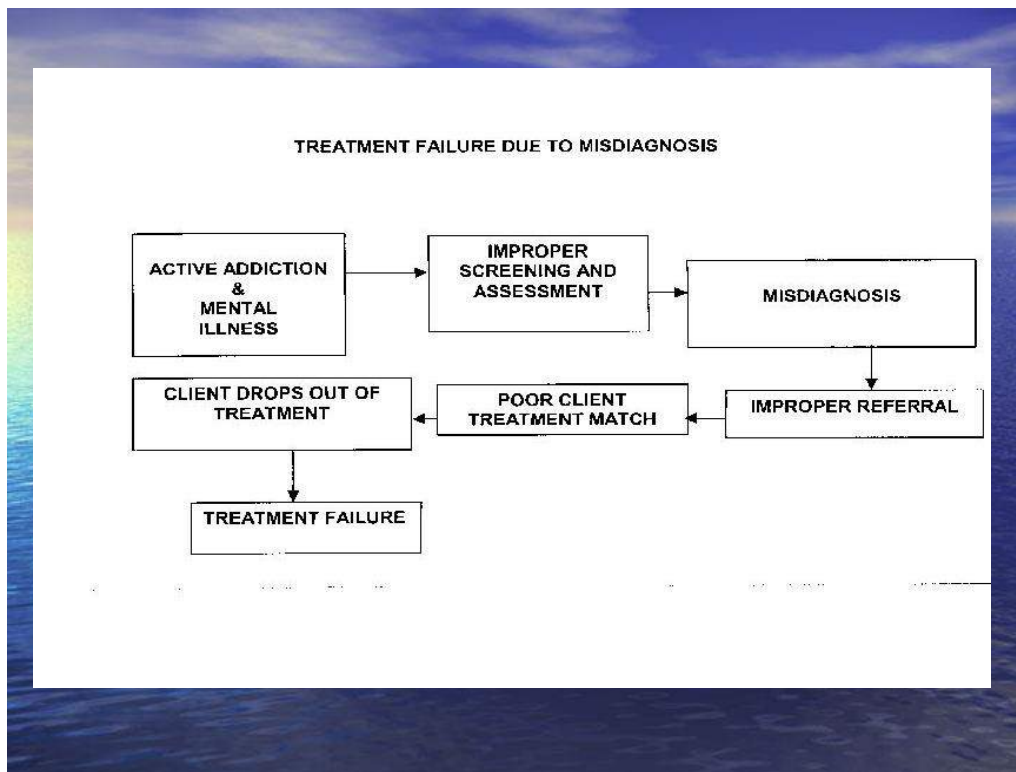 TREATMENT FAILURE DUE TO MISDIAGNOSIS
ACTIVE ADDICTION
&
MENTAL
ILLNESS
IMPROPER
SCREENING AND
ASSESSMENT
MISDIAGNOSIS
IMPROPER REFERRAL
POOR CLIENT
TREATMENT MATCH
CLIENT DROPS OUT OF
TREATMENT
TREATMENT FAILURE